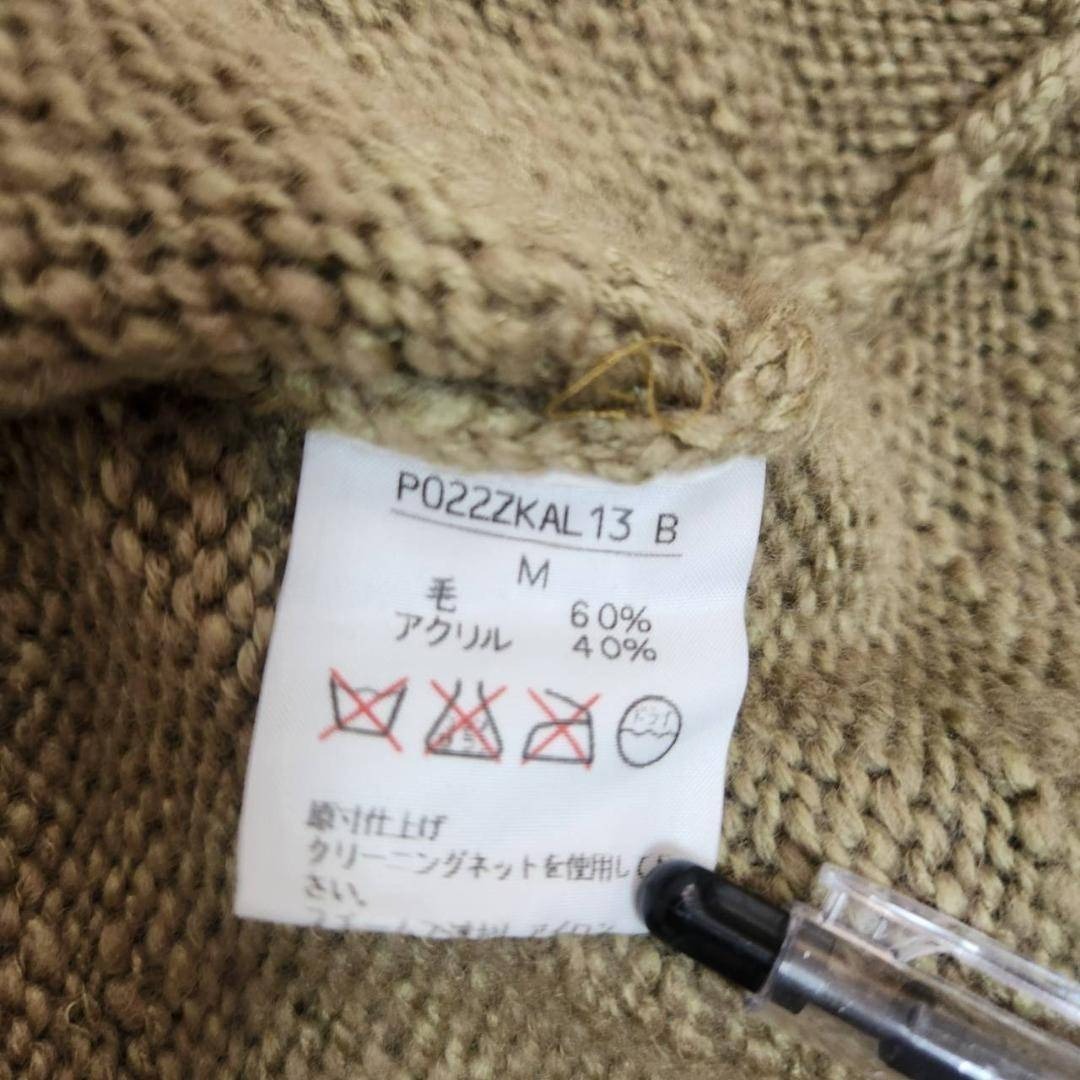 P022ZKAL13 B
M
毛 60%
アクリル 40%
ドライ
原寸仕上げ
クリーニングネットを使用し
さい。